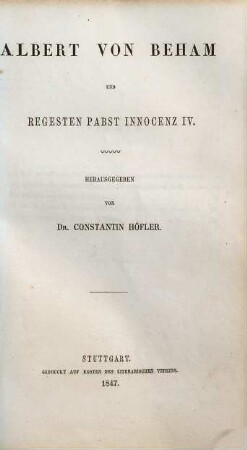 ALBERT VON BEHAM
UND
REGESTEN PABST INNOCENZ IV.
HERAUSGEGEBEN
VON
DR. CONSTANTIN HÖFLER.
STUTTGART.
GEDRUCKT AUF KOSTEN DES LITERARISCHEN VEREINS.
1847.